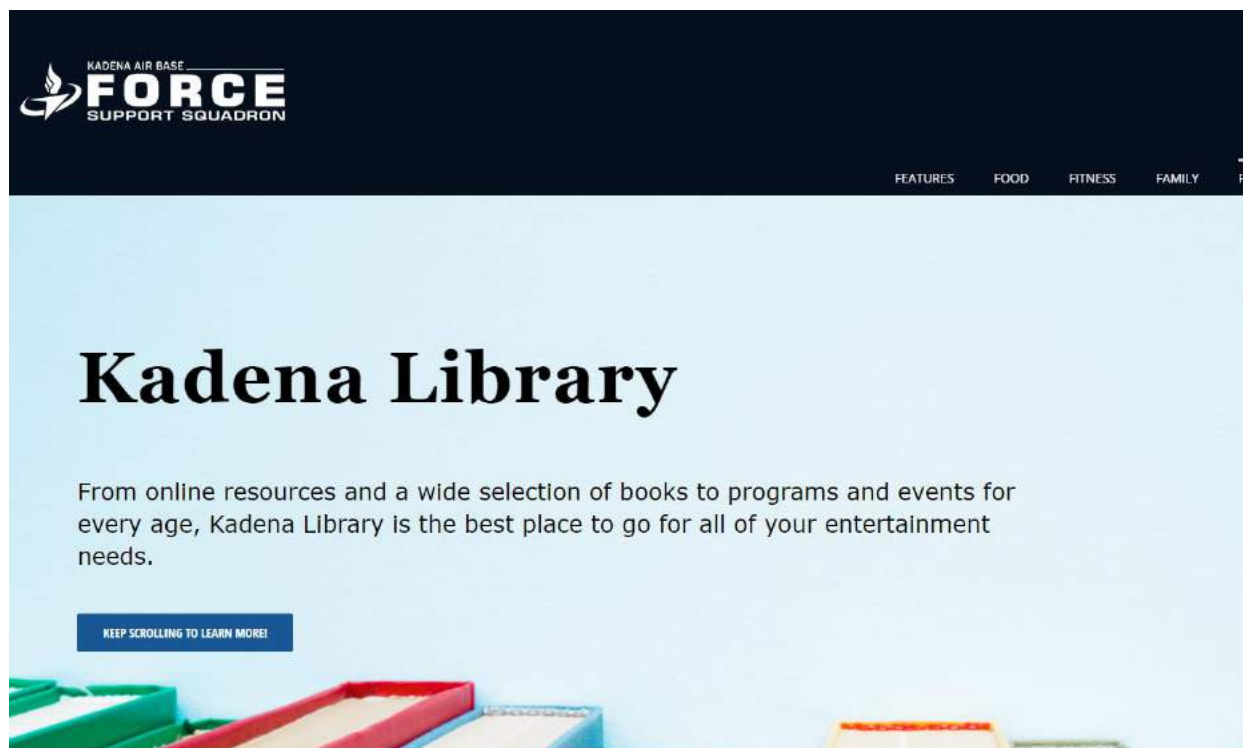 KADENA AIR BASE
FORCE
SUPPORT SQUADRON
FEATURES FOOD FITNESS FAMILY
Kadena Library
From online resources and a wide selection of books to programs and events for
every age, Kadena Library is the best place to go for all of your entertainment
needs.
KEEP SCROLLING TO LEARN MORE!